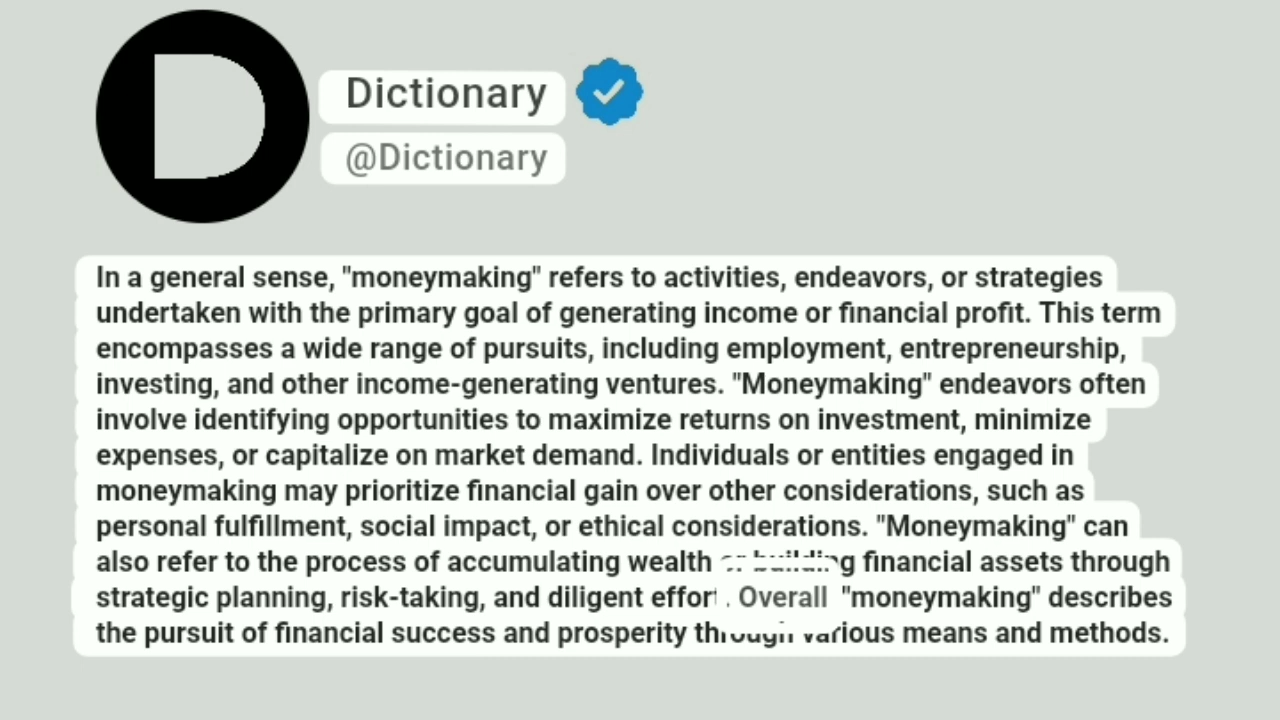 D
Dictionary
@Dictionary
In a general sense, "moneymaking" refers to activities, endeavors, or strategies
undertaken with the primary goal of generating income or financial profit. This term
encompasses a wide range of pursuits, including employment, entrepreneurship,
investing, and other income-generating ventures. "Moneymaking" endeavors often
involve identifying opportunities to maximize returns on investment, minimize
expenses, or capitalize on market demand. Individuals or entities engaged in
moneymaking may prioritize financial gain over other considerations, such as
personal fulfillment, social impact, or ethical considerations. "Moneymaking" can
also refer to the process of accumulating wealth or building financial assets through
strategic planning, risk-taking, and diligent effort. Overall "moneymaking" describes
the pursuit of financial success and prosperity through various means and methods.